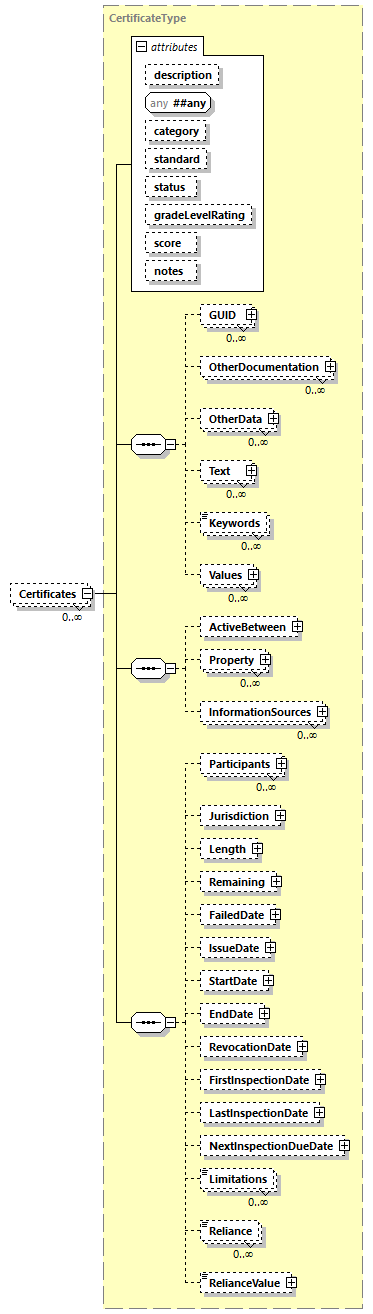 CertificateType
attributes
description
any ##any
category
standard
status
gradeLevelRating
score
notes
GUID
0..∞
OtherDocumentation
0..∞
OtherData
0..∞
Text
0..∞
Keywords
0..∞
Values
0..∞
Certificates
0..∞
ActiveBetween
Property
0..∞
InformationSources
0..∞
Participants
0..∞
Jurisdiction
Length
Remaining
FailedDate
IssueDate
StartDate
EndDate
RevocationDate
FirstInspectionDate
LastInspectionDate
NextInspectionDueDate
Limitations
0..∞
Reliance
0..∞
RelianceValue